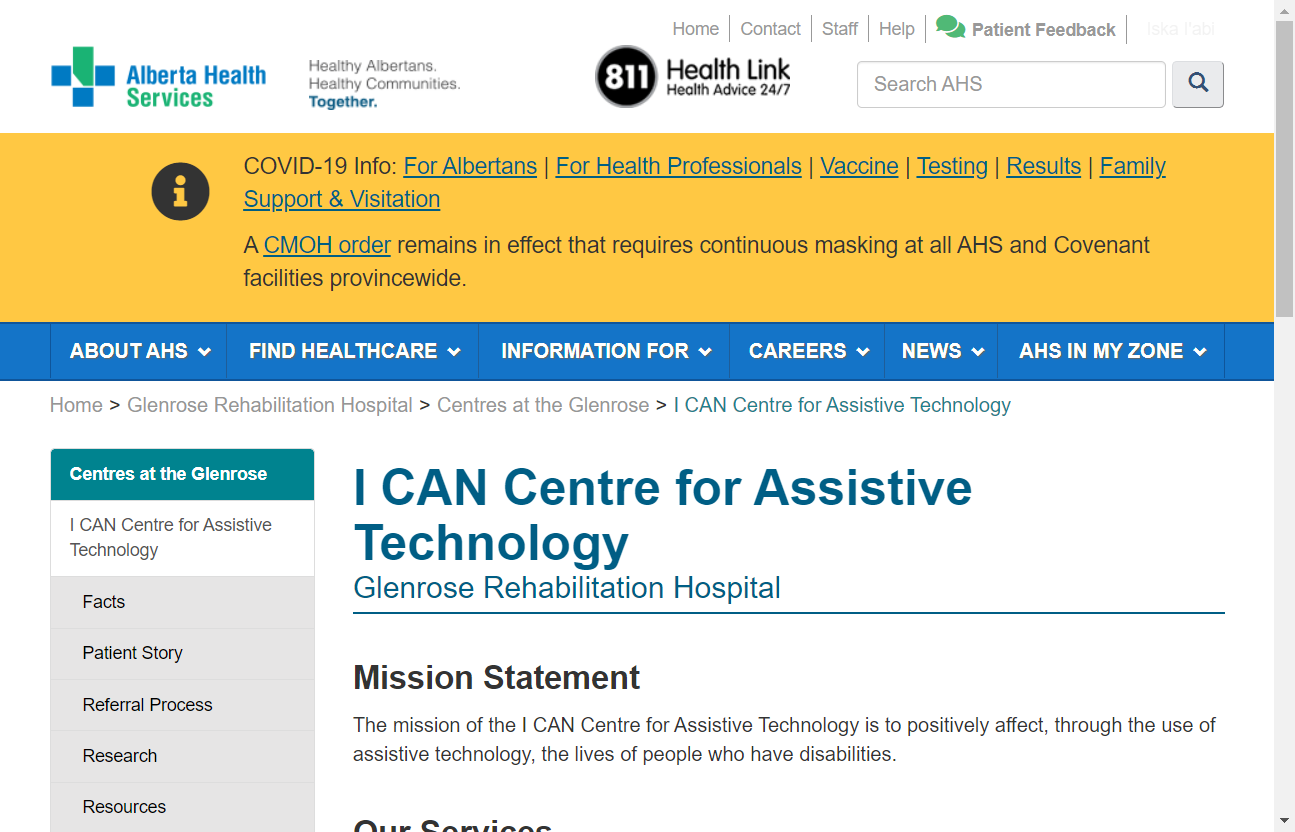 Home Contact Staff Help Patient Feedback Iska I'abi
Alberta Health
Services
Healthy Albertans.
Healthy Communities.
Together.
811 Health Link
Health Advice 24/7
Search AHS
COVID-19 Info: For Albertans | For Health Professionals | Vaccine | Testing | Results | Family
Support & Visitation
A CMOH order remains in effect that requires continuous masking at all AHS and Covenant
facilities provincewide.
ABOUT AHS FIND HEALTHCARE INFORMATION FOR CAREERS NEWS AHS IN MY ZONE
Home > Glenrose Rehabilitation Hospital > Centres at the Glenrose > I CAN Centre for Assistive Technology
Centres at the Glenrose
I CAN Centre for Assistive
Technology
Facts
Patient Story
Referral Process
Research
Resources
I CAN Centre for Assistive
Technology
Glenrose Rehabilitation Hospital
Mission Statement
The mission of the I CAN Centre for Assistive Technology is to positively affect, through the use of
assistive technology, the lives of people who have disabilities.
Our Services